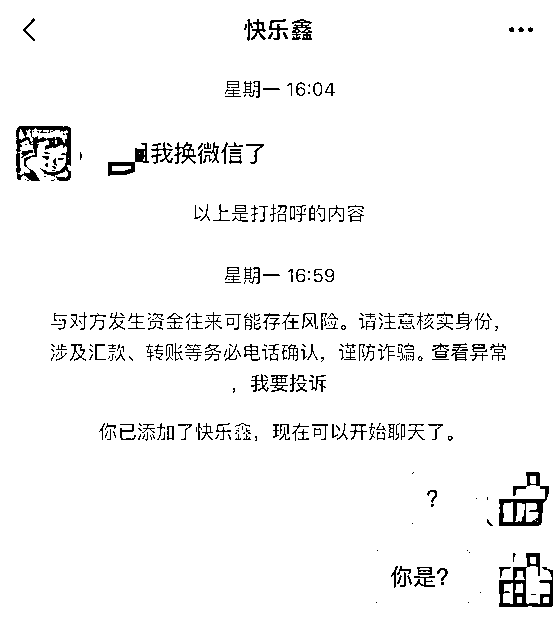 快乐鑫
星期一 16:04
我换微信了
以上是打招呼的内容
星期一 16:59
与对方发生资金往来可能存在风险。请注意核实身份，
涉及汇款、转账等务必电话确认，谨防诈骗。查看异常
，我要投诉
你已添加了快乐鑫，现在可以开始聊天了。
?
你是?